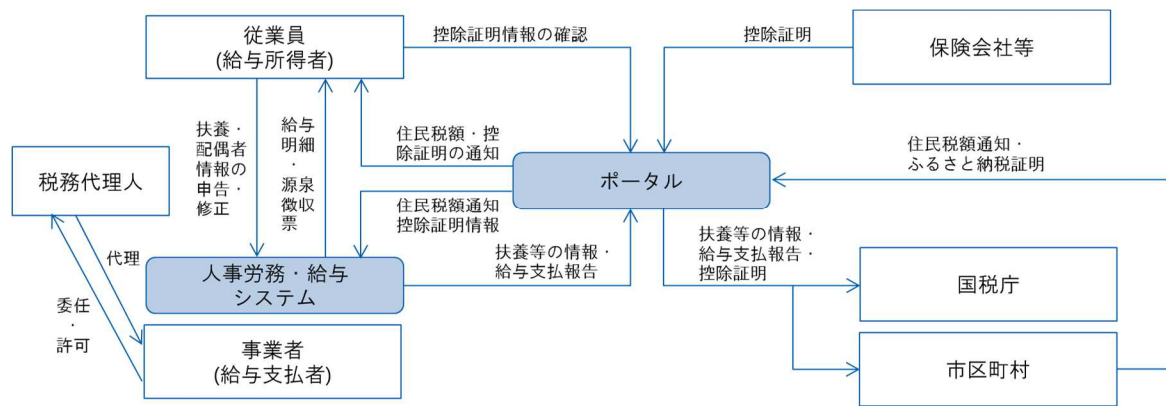 従業員
(給与所得者)
控除証明情報の確認
控除証明
保険会社等
扶養・
配偶者
情報の
申告・
修正
給与
明細
・
源泉
徴収
票
住民税額・控
除証明の通知
住民税額通知・
ふるさと納税証明
税務代理人
ポータル
住民税額通知
控除証明情報
代理
人事労務・給与
システム
扶養等の情報・
給与支払報告
扶養等の情報・
給与支払報告・
控除証明
国税庁
委任
・
許可
事業者
(給与支払者)
市区町村